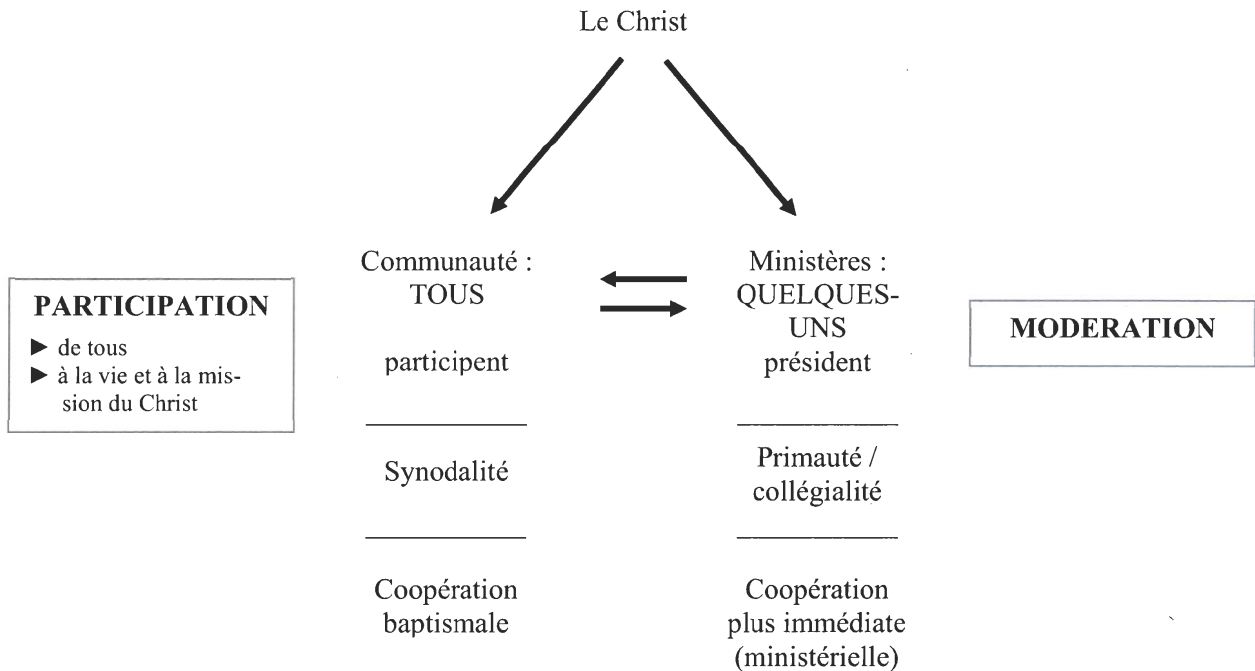 Le Christ
PARTICIPATION
► de tous
► à la vie et à la mis-
sion du Christ
Communauté :
TOUS
participent
Synodalité
Coopération
baptismale
Ministères :
QUELQUES-
UNS
président
Primauté /
collégialité
Coopération
plus immédiate
(ministérielle)
MODERATION